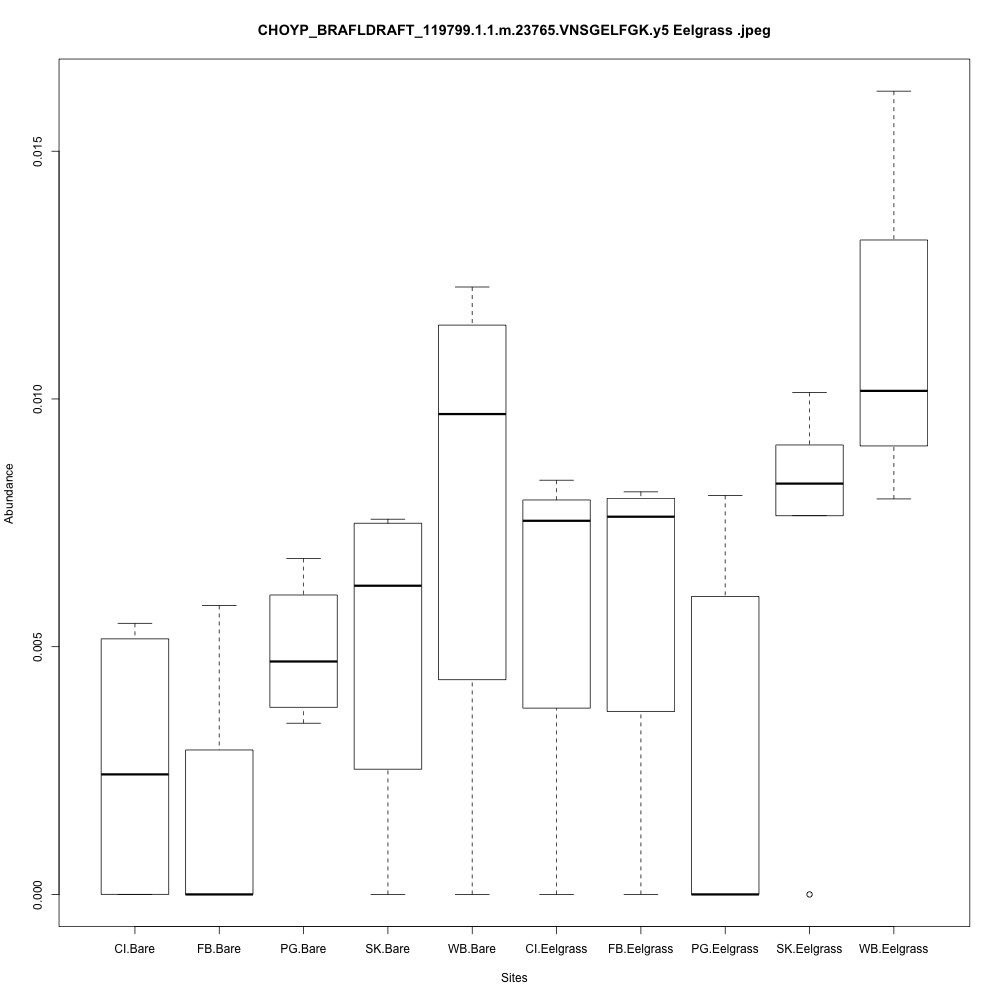 CHOYP_BRAFLDRAFT_119799.1.1.m.23765.VNSGELFGK.y5 Eelgrass .jpeg
0.015
0.010
0.005
0.000
Abundance
CI.Bare FB.Bare PG.Bare SK.Bare WB.Bare CI.Eelgrass FB.Eelgrass PG.Eelgrass SK.Eelgrass WB.Eelgrass
Sites